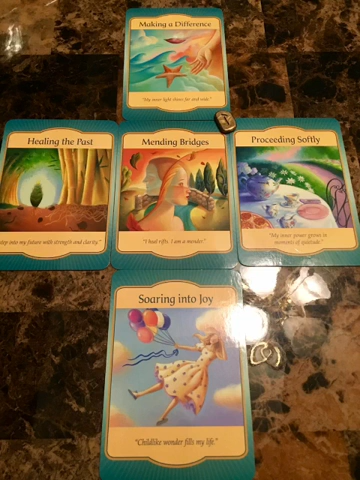 Making a Difference
"My inner light shines far and wide."
Healing the Past
step into my future with strength and clarity."
Mending Bridges
"I heal rifts. I am a mender."
Proceeding Softly
"My inner power grows in
moments of quietude."
Soaring into Joy
"Childlike wonder fills my life."